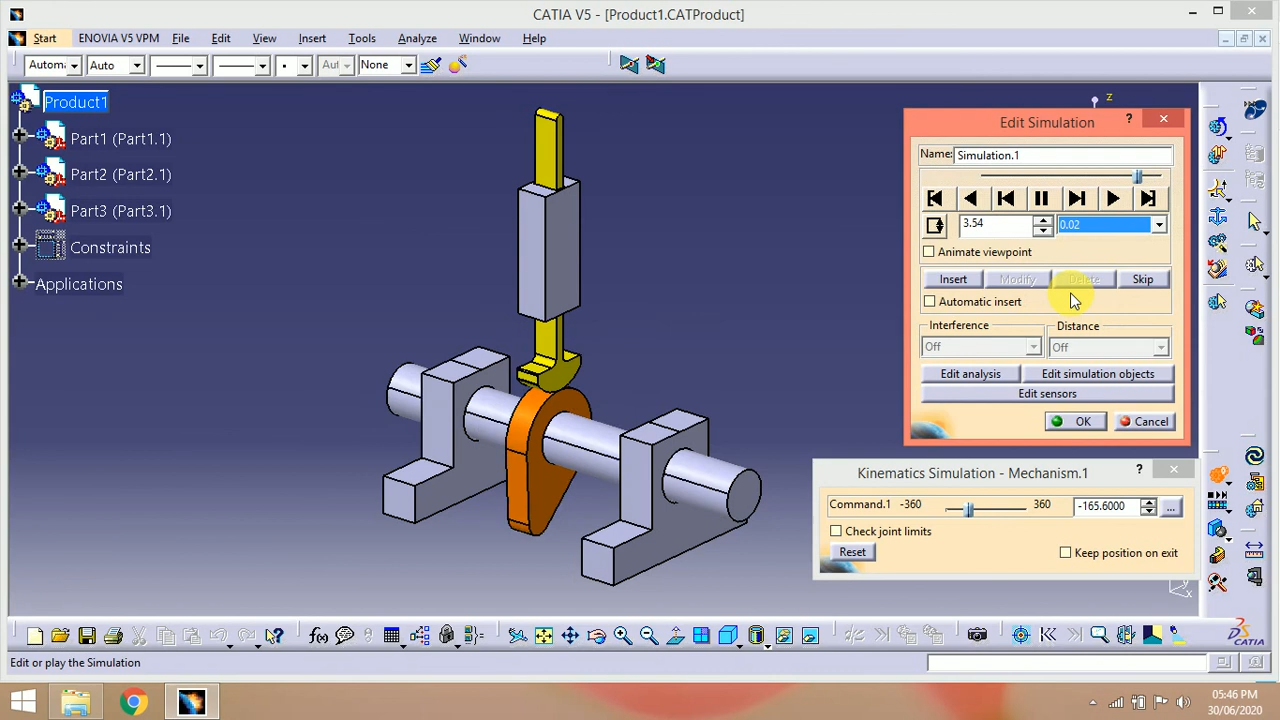 CATIA V5 - [Product1.CATProduct]
Start ENOVIA V5 VPM File Edit View Insert Tools Analyze Window Help
Auto Aut None
Product1
Part1 (Part1.1)
Part2 (Part2.1)
Part3 (Part3.1)
Constraints
Applications
z
Edit Simulation ?
Name: Simulation.1
3.54 0.02
Animate viewpoint
Insert Modify Delete Skip
Automatic insert
Interference Distance
Off Off
Edit analysis Edit simulation objects
Edit sensors
OK Cancel
Kinematics Simulation - Mechanism.1 ?
Command.1 -360 360 -165.6000 ...
Check joint limits
Reset Keep position on exit
f(x)
CATIA
Edit or play the Simulation
05:46 PM
30/06/2020